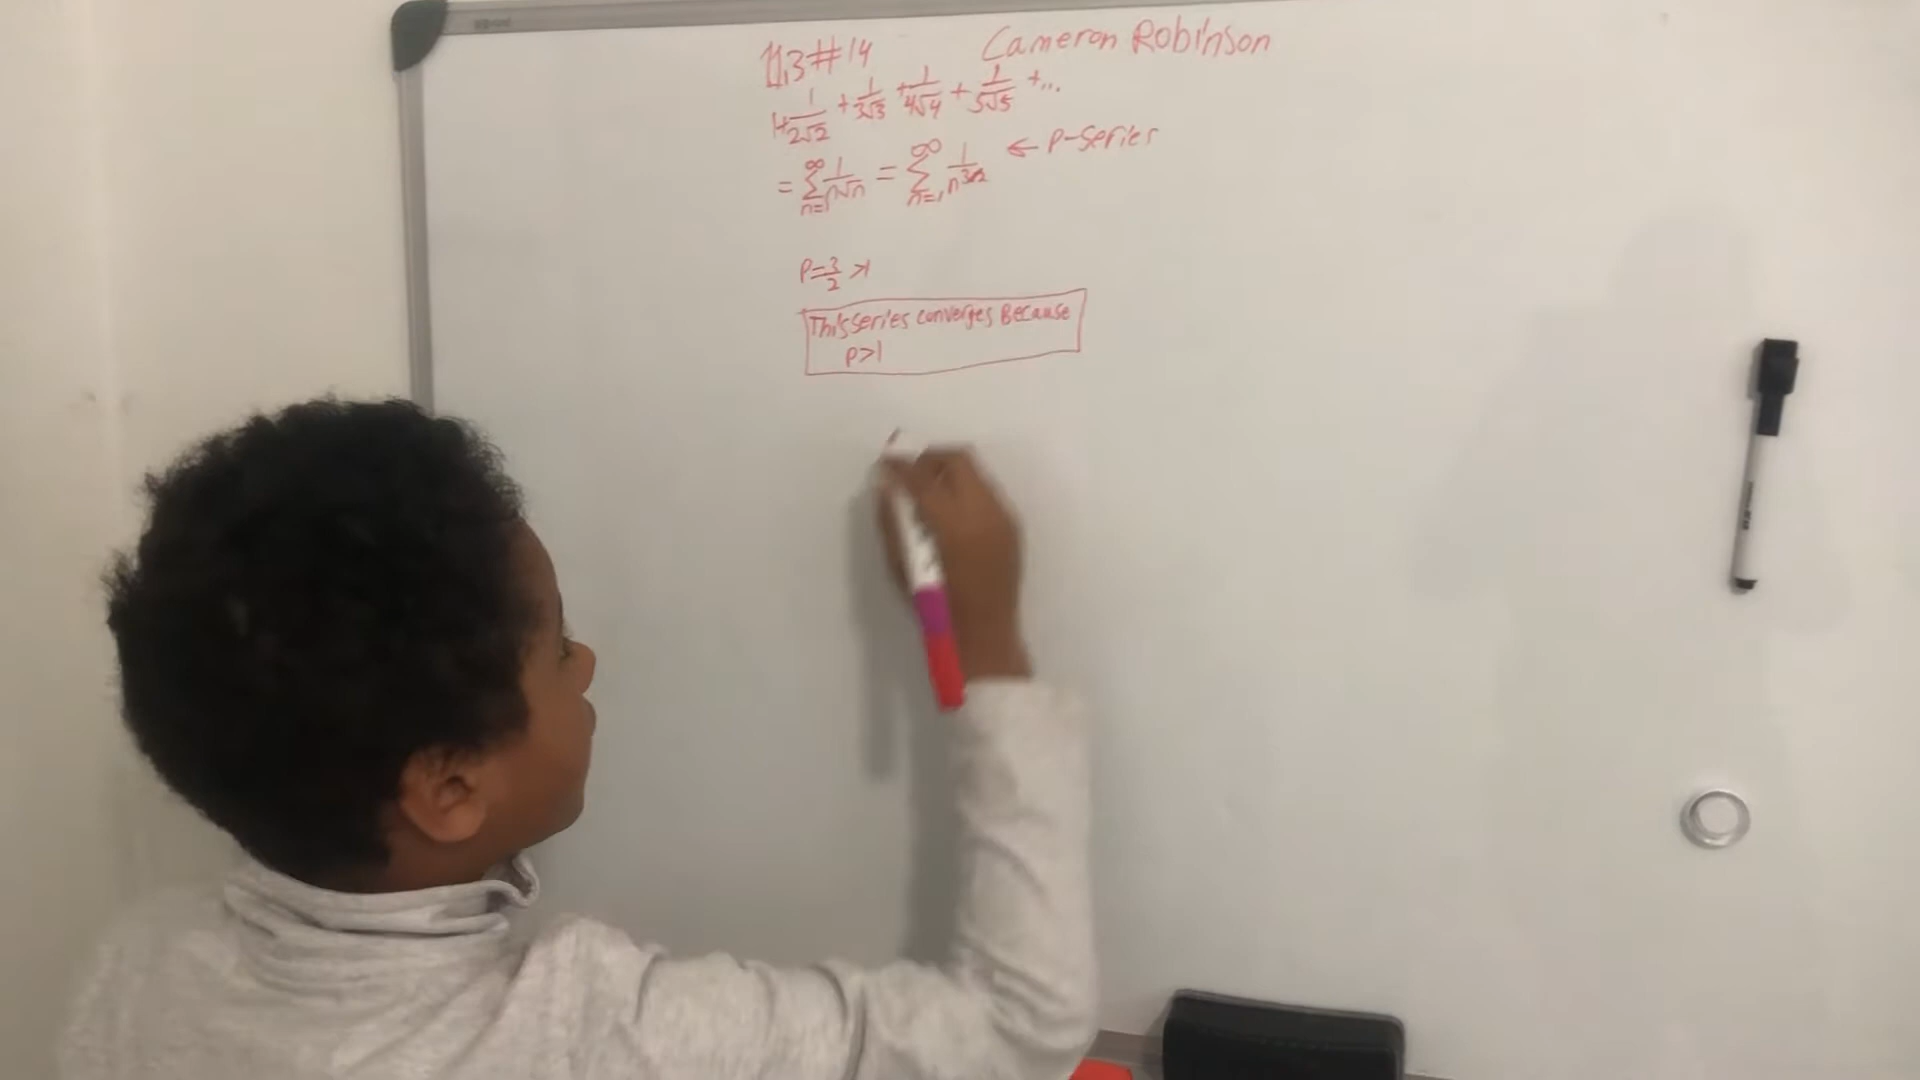 11.3 #14 Cameron Robinson
1+1/2√2 + 1/3√3 + 1/4√4 + 1/5√5 + ...
= ∑ n=1 ∞ 1/n√n = ∑ n=1 ∞ 1/n^3/2 ← P-series
P=3/2 >1
This series converges Because
P>1